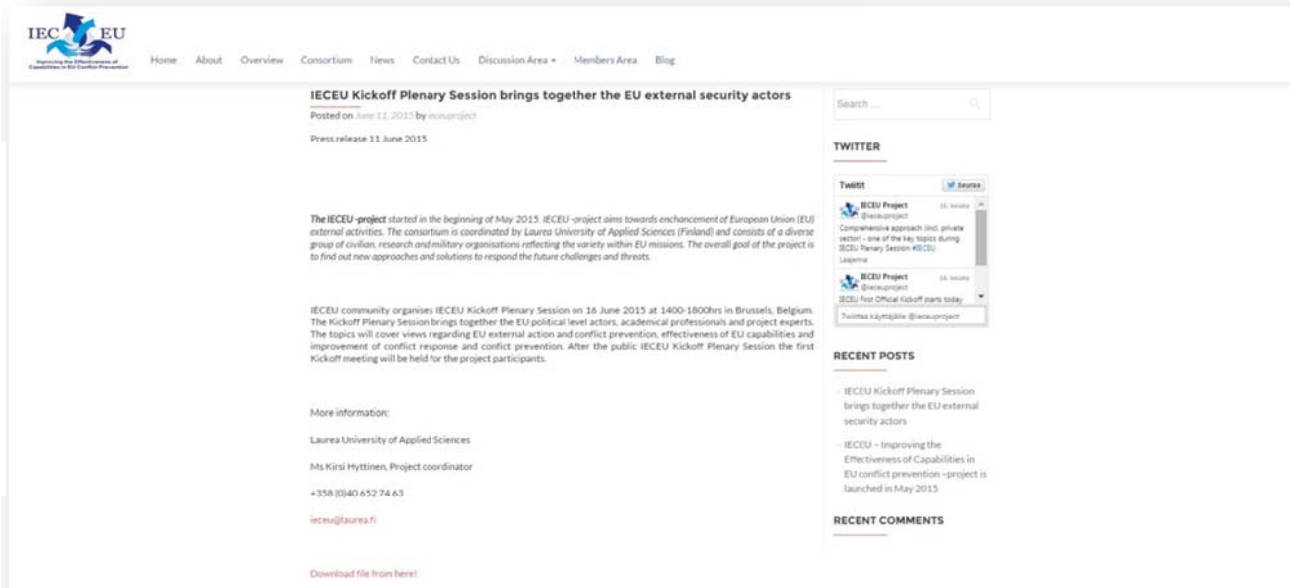 IEC EU
Improving the Effectiveness of
Capabilities in EU Conflict Prevention
Home About Overview Consortium News Contact Us Discussion Area Members Area Blog
IECEU Kickoff Plenary Session brings together the EU external security actors
Posted on June 11, 2015 by ieceuproject
Press release 11 June 2015
The IECEU -project started in the beginning of May 2015. IECEU -project aims towards enchancement of European Union (EU)
external activities. The consortium is coordinated by Laurea University of Applied Sciences (Finland) and consists of a diverse
group of civilian, research and military organisations reflecting the variety within EU missions. The overall goal of the project is
to find out new approaches and solutions to respond the future challenges and threats.
IECEU community organises IECEU Kickoff Plenary Session on 16 June 2015 at 1400-1800hrs in Brussels, Belgium.
The Kickoff Plenary Session brings together the EU political level actors, academical professionals and project experts.
The topics will cover views regarding EU external action and conflict prevention, effectiveness of EU capabilities and
improvement of conflict response and confict prevention. After the public IECEU Kickoff Plenary Session the first
Kickoff meeting will be held for the project participants.
More information:
Laurea University of Applied Sciences
Ms Kirsi Hyttinen, Project coordinator
+358 (0)40 652 74 63
ieceu@laurea.fi
Download file from here!
Search ...
TWITTER
Twiitit Seuraa
IECEU Project 16. kesäkuu
@ieceuproject
Comprehensive approach (incl. private
sector) - one of the key topics during
IECEU Plenary Session #IECEU
Laajenna
IECEU Project 16. kesäkuu
@ieceuproject
IECEU First Official Kickoff starts today
Twiittaa käyttäjälle @ieceuproject
RECENT POSTS
IECEU Kickoff Plenary Session
brings together the EU external
security actors
IECEU – Improving the
Effectiveness of Capabilities in
EU conflict prevention –project is
launched in May 2015
RECENT COMMENTS